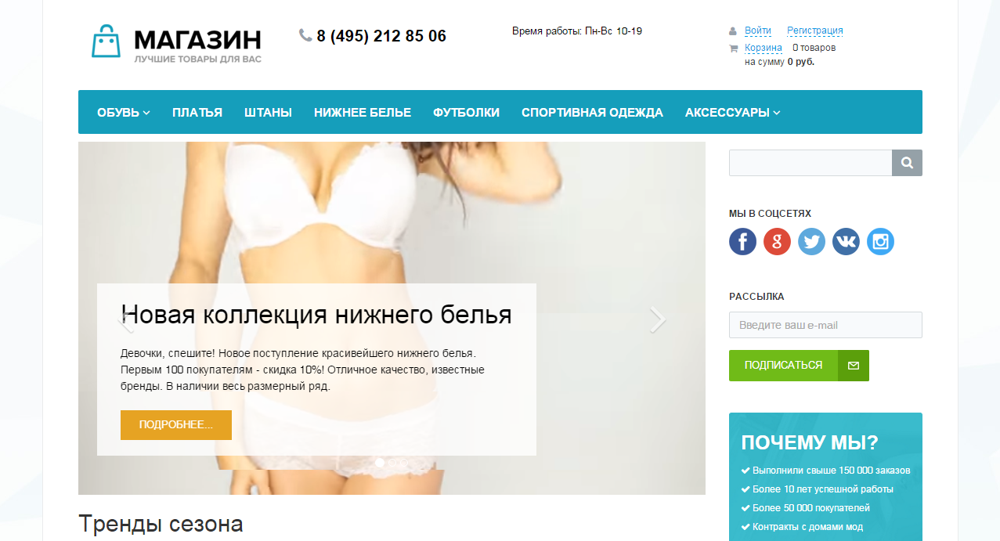 МАГАЗИН
ЛУЧШИЕ ТОВАРЫ ДЛЯ ВАС
8 (495) 212 85 06
Время работы: Пн-Вс 10-19
Войти Регистрация
Корзина 0 товаров
на сумму 0 руб.
ОБУВЬ ПЛАТЬЯ ШТАНЫ НИЖНЕЕ БЕЛЬЕ ФУТБОЛКИ СПОРТИВНАЯ ОДЕЖДА АКСЕССУАРЫ
Новая коллекция нижнего белья
Девочки, спешите! Новое поступление красивейшего нижнего белья.
Первым 100 покупателям - скидка 10%! Отличное качество, известные
бренды. В наличии весь размерный ряд.
ПОДРОБНЕЕ...
Тренды сезона
МЫ В СОЦСЕТЯХ
РАССЫЛКА
Введите ваш e-mail
ПОДПИСАТЬСЯ
ПОЧЕМУ МЫ?
Выполнили свыше 150 000 заказов
Более 10 лет успешной работы
Более 50 000 покупателей
Контракты с домами мод